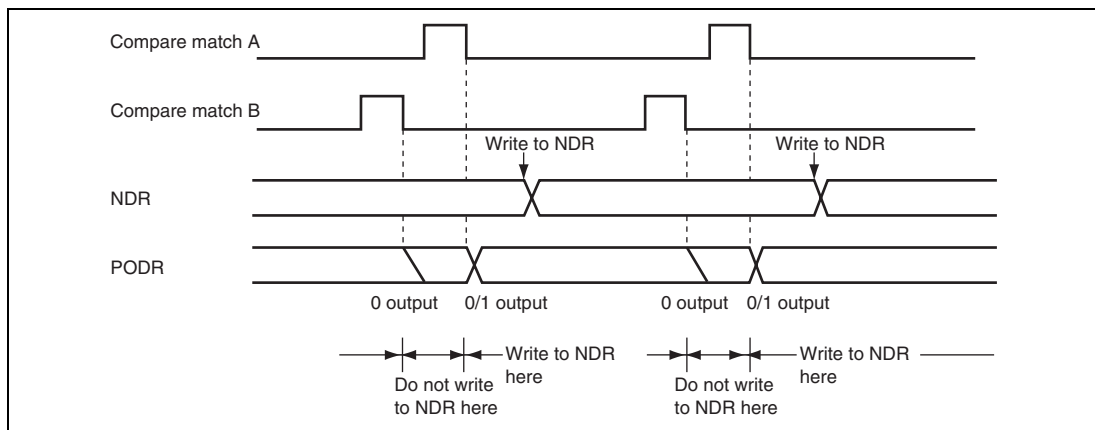 Compare match A
Compare match B
Write to NDR
Write to NDR
NDR
PODR
0 output
0/1 output
0 output
0/1 output
Write to NDR
here
Write to NDR
here
Do not write
to NDR here
Do not write
to NDR here